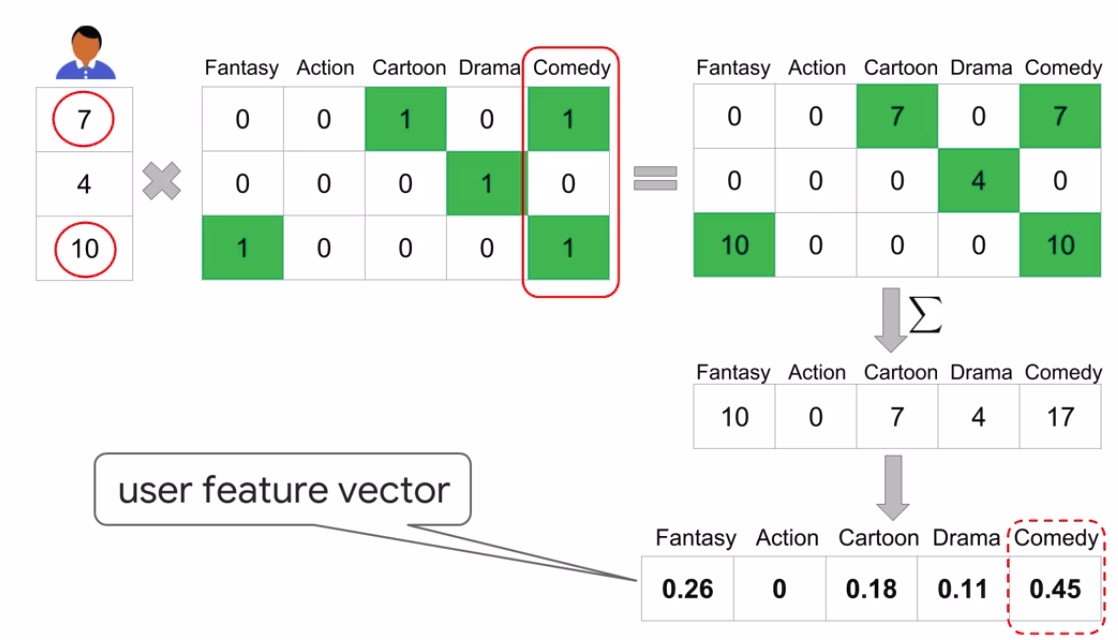 Fantasy Action Cartoon Drama Comedy
7
4
10
0 0 1 0 1
0 0 0 1 0
1 0 0 0 1
Fantasy Action Cartoon Drama Comedy
0 0 7 0 7
0 0 0 4 0
10 0 0 0 10
∑
Fantasy Action Cartoon Drama Comedy
10 0 7 4 17
user feature vector
Fantasy Action Cartoon Drama Comedy
0.26 0 0.18 0.11 0.45